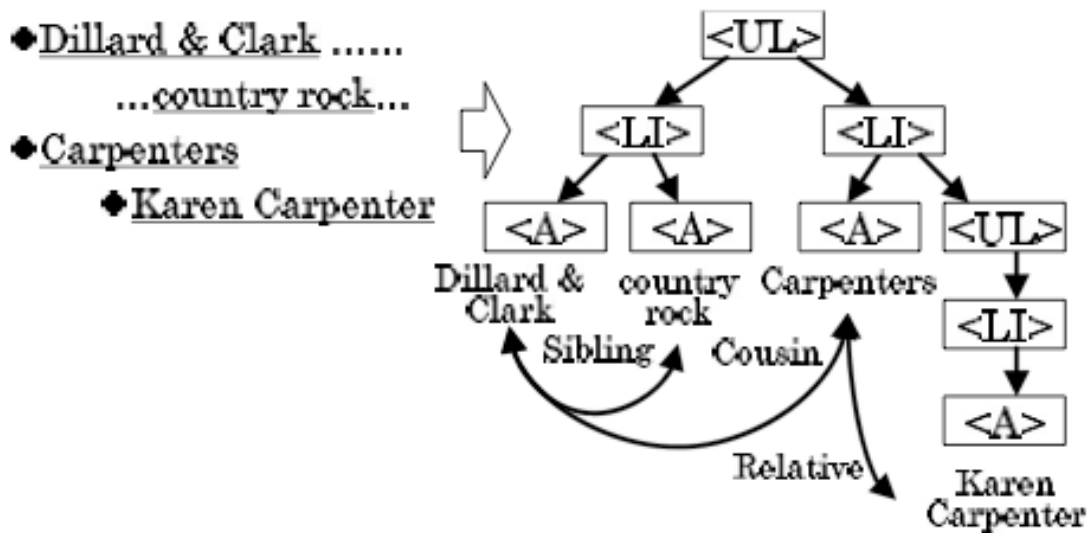 ◆Dillard & Clark ......
...country rock...
◆Carpenters
◆Karen Carpenter
<UL>
<LI> <LI>
<A> <A> <A> <UL>
Dillard &
Clark
country
rock
Carpenters
<LI>
Sibling
Cousin
<A>
Relative
Karen
Carpenter